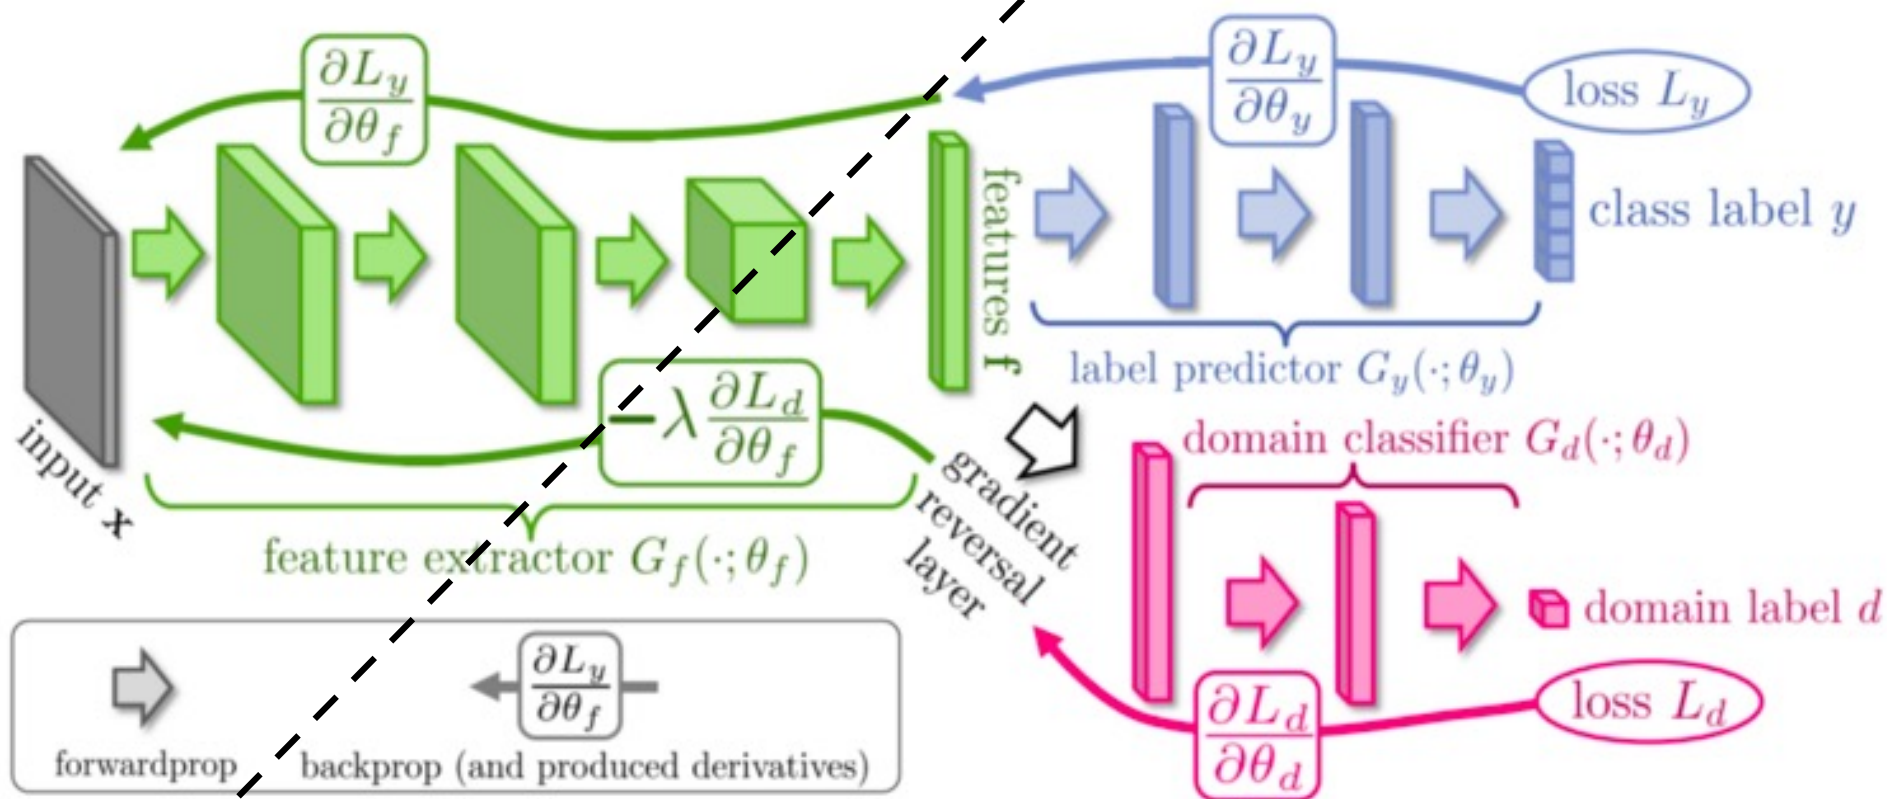 ∂L_y
∂θ_f
∂L_y
∂θ_y
loss L_y
features f
class label y
label predictor G_y(·; θ_y)
input x
−λ ∂L_d
∂θ_f
feature extractor G_f(·; θ_f)
gradient
reversal
layer
domain classifier G_d(·; θ_d)
domain label d
loss L_d
∂L_d
∂θ_d
∂L_y
∂θ_f
forwardprop
backprop (and produced derivatives)